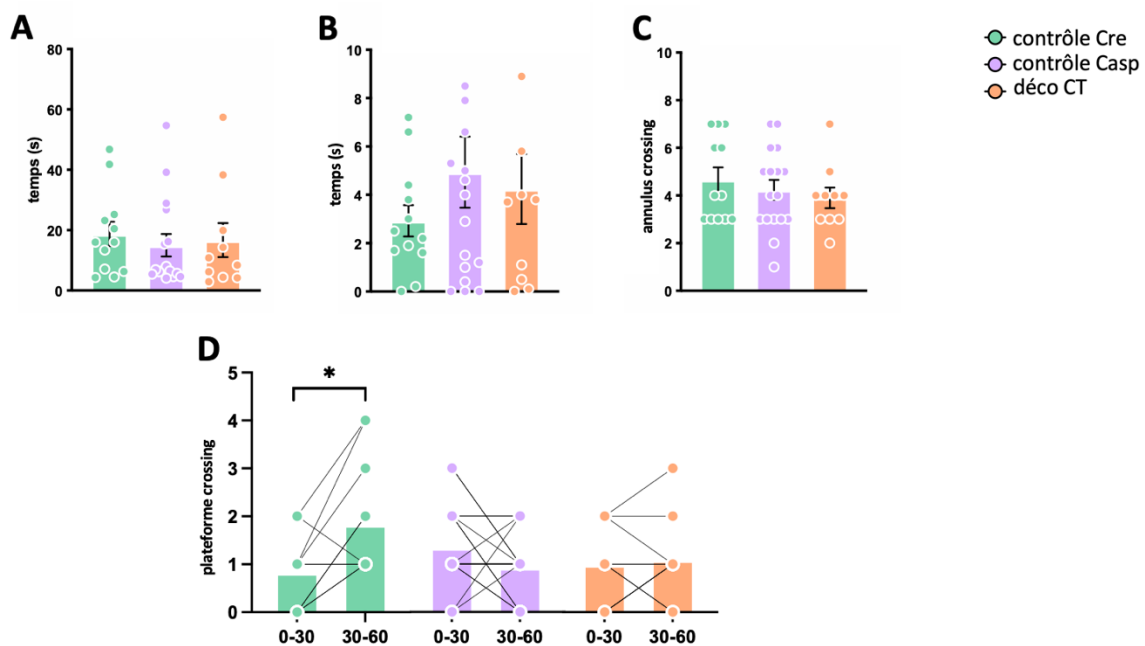 A
80
60
40
20
0
temps (s)
B
10
8
6
4
2
0
temps (s)
C
10
8
6
4
2
0
annulus crossing
contrôle Cre
contrôle Casp
déco CT
D
5
4
3
2
1
0
plateforme crossing
*
0-30 30-60 0-30 30-60 0-30 30-60